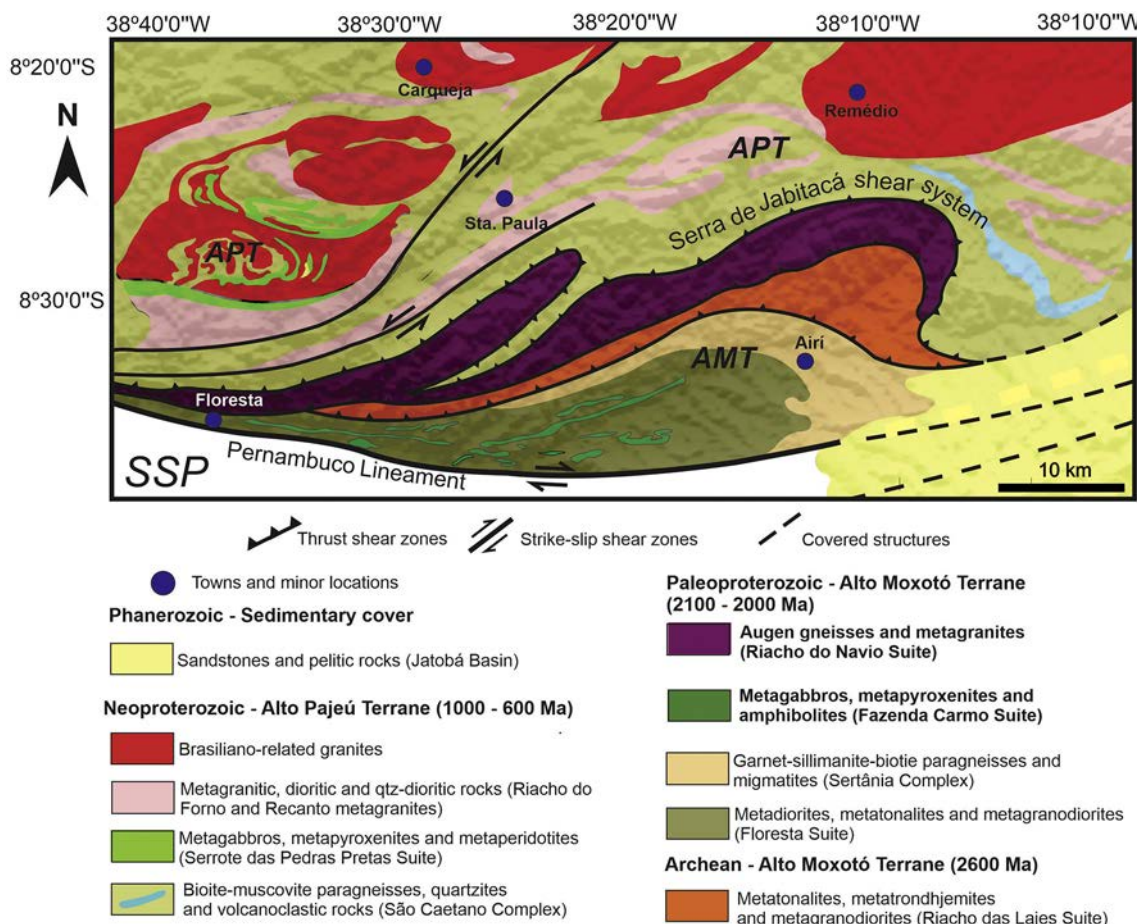 38°40'0"W 38°30'0"W 38°20'0"W 38°10'0"W 38°10'0"W
8°20'0"S
N
Carqueja
Remédio
APT
Sta. Paula
Serra de Jabitacá shear system
APT
8°30'0"S
Airí
AMT
Floresta
Pernambuco Lineament
SSP
10 km
Thrust shear zones Strike-slip shear zones Covered structures
Towns and minor locations
Phanerozoic - Sedimentary cover
Sandstones and pelitic rocks (Jatobá Basin)
Neoproterozoic - Alto Pajeú Terrane (1000 - 600 Ma)
Brasiliano-related granites
Metagranitic, dioritic and qtz-dioritic rocks (Riacho do
Forno and Recanto metagranites)
Metagabbros, metapyroxenites and metaperidotites
(Serrote das Pedras Pretas Suite)
Bioite-muscovite paragneisses, quartzites
and volcanoclastic rocks (São Caetano Complex)
Paleoproterozoic - Alto Moxotó Terrane
(2100 - 2000 Ma)
Augen gneisses and metagranites
(Riacho do Navio Suite)
Metagabbros, metapyroxenites and
amphibolites (Fazenda Carmo Suite)
Garnet-sillimanite-biotie paragneisses and
migmatites (Sertânia Complex)
Metadiorites, metatonalites and metagranodiorites
(Floresta Suite)
Archean - Alto Moxotó Terrane (2600 Ma)
Metatonalites, metatrondhjemites
and metagranodiorites (Riacho das Lajes Suite)